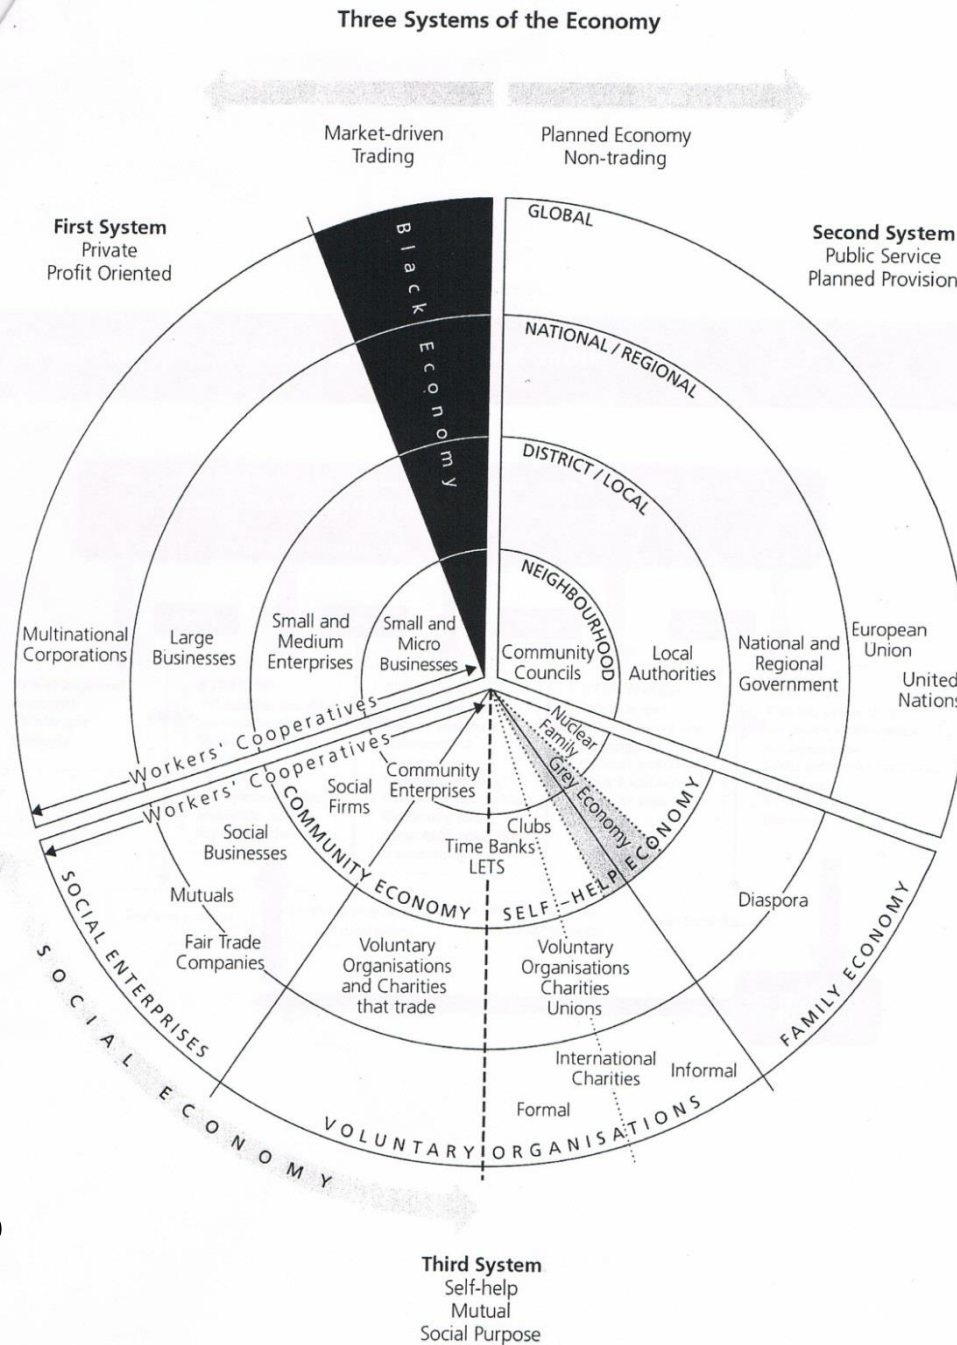 Three Systems of the Economy
Market-driven
Trading
Planned Economy
Non-trading
First System
Private
Profit Oriented
Second System
Public Service
Planned Provision
Black Economy
GLOBAL
NATIONAL / REGIONAL
DISTRICT / LOCAL
NEIGHBOURHOOD
Multinational
Corporations
Large
Businesses
Small and
Medium
Enterprises
Small and
Micro
Businesses
Community
Councils
Local
Authorities
National and
Regional
Government
European
Union
United
Nations
Workers' Cooperatives
Workers' Cooperatives
Nuclear
Family
Grey Economy
Community
Enterprises
Social
Firms
Social
Businesses
Mutuals
Fair Trade
Companies
Clubs
Time Banks
LETS
COMMUNITY ECONOMY
SELF-HELP ECONOMY
Diaspora
Voluntary
Organisations
and Charities
that trade
Voluntary
Organisations
Charities
Unions
International
Charities
Informal
Formal
SOCIAL ENTERPRISES
VOLUNTARY ORGANISATIONS
FAMILY ECONOMY
SOCIAL ECONOMY
Third System
Self-help
Mutual
Social Purpose